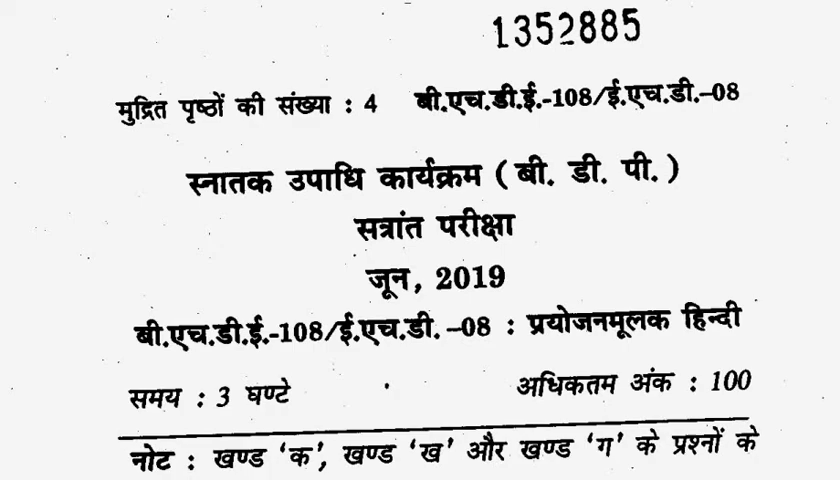 1352885
मुद्रित पृष्ठों की संख्या : 4 बी.एच.डी.ई.-108/ई.एच.डी.-08
स्नातक उपाधि कार्यक्रम ( बी. डी. पी. )
सत्रांत परीक्षा
जून, 2019
बी.एच.डी.ई.-108/ई.एच.डी. -08 : प्रयोजनमूलक हिन्दी
समय : 3 घण्टे अधिकतम अंक : 100
नोट : खण्ड ‘क’, खण्ड ‘ख’ और खण्ड ‘ग’ के प्रश्नों के